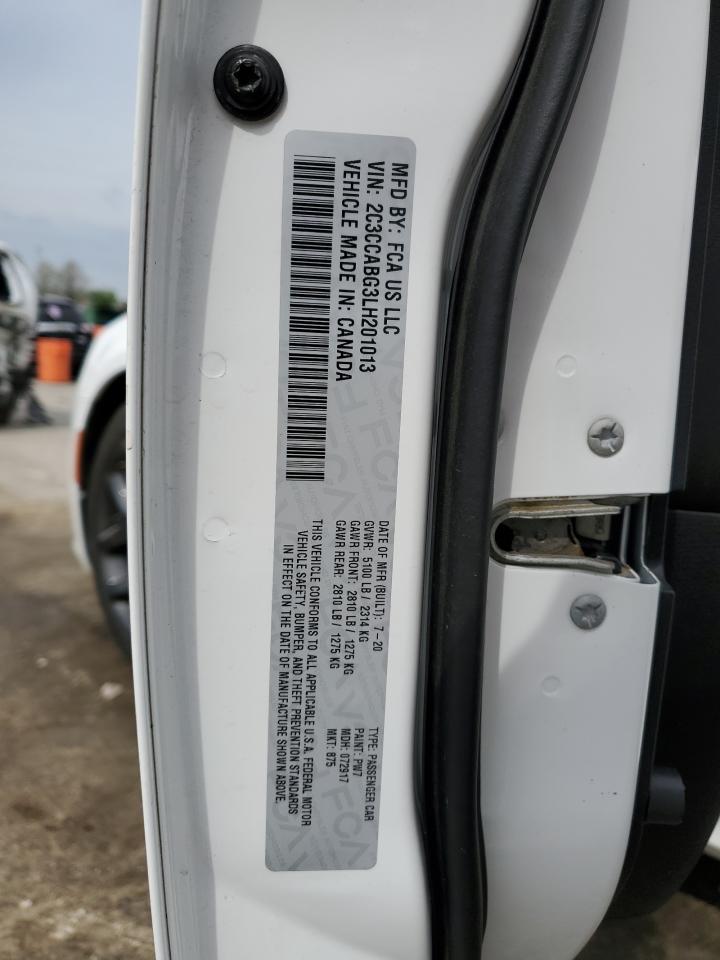 MFD BY: FCA US LLC
VIN: 2C3CCABG3LH201013
VEHICLE MADE IN: CANADA
DATE OF MFR (BUILT): 7-20
GVWR: 5100 LB / 2314 KG
GAWR FRONT: 2810 LB / 1275 KG
GAWR REAR: 2810 LB / 1275 KG
TYPE: PASSENGER CAR
PAINT: PW7
MDH: 072917
MKT: 875
THIS VEHICLE CONFORMS TO ALL APPLICABLE U.S.A. FEDERAL MOTOR
VEHICLE SAFETY, BUMPER, AND THEFT PREVENTION STANDARDS
IN EFFECT ON THE DATE OF MANUFACTURE SHOWN ABOVE.